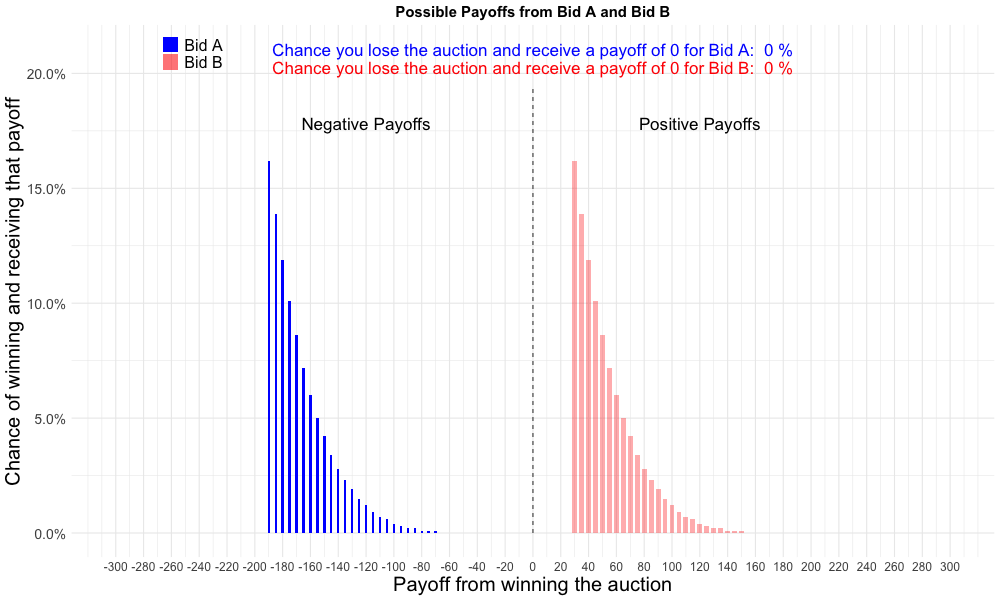 Possible Payoffs from Bid A and Bid B
Bid A
Bid B
Chance you lose the auction and receive a payoff of 0 for Bid A:  0 %
Chance you lose the auction and receive a payoff of 0 for Bid B:  0 %
Negative Payoffs
Positive Payoffs
Chance of winning and receiving that payoff
20.0%
15.0%
10.0%
5.0%
0.0%
-300 -280 -260 -240 -220 -200 -180 -160 -140 -120 -100 -80 -60 -40 -20 0 20 40 60 80 100 120 140 160 180 200 220 240 260 280 300
Payoff from winning the auction